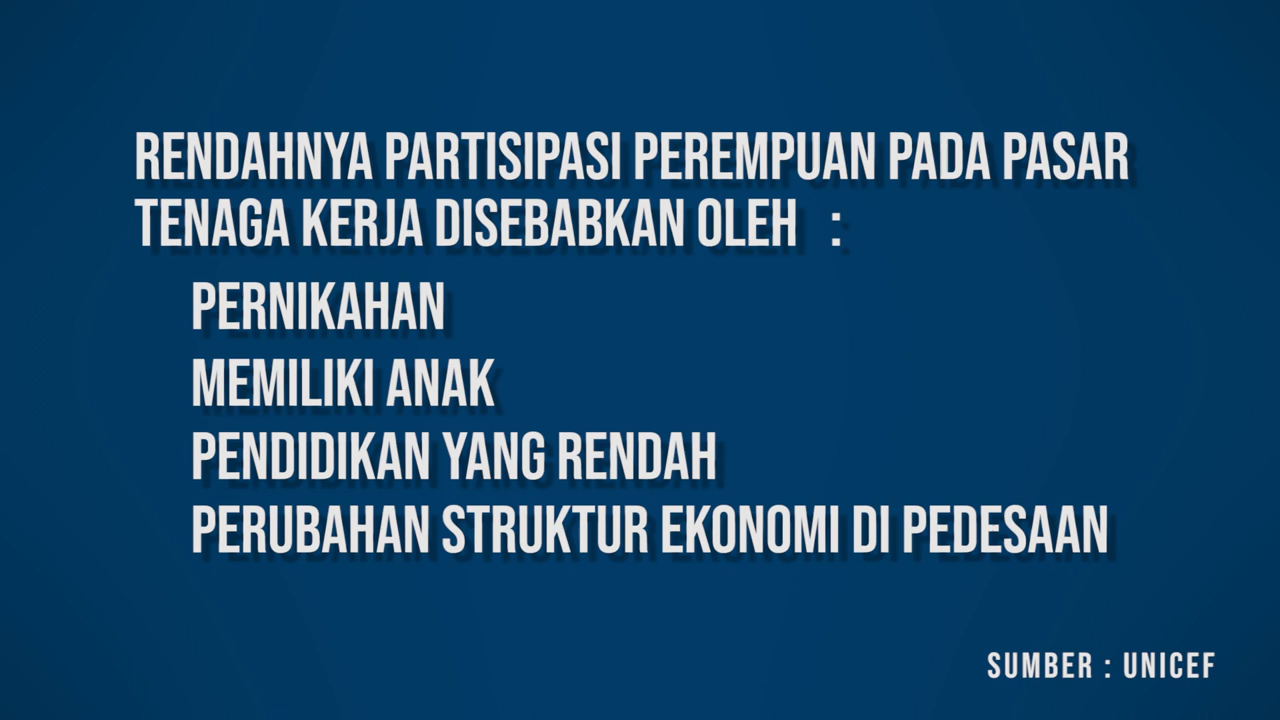 RENDAHNYA PARTISIPASI PEREMPUAN PADA PASAR
TENAGA KERJA DISEBABKAN OLEH :
PERNIKAHAN
MEMILIKI ANAK
PENDIDIKAN YANG RENDAH
PERUBAHAN STRUKTUR EKONOMI DI PEDESAAN
SUMBER : UNICEF